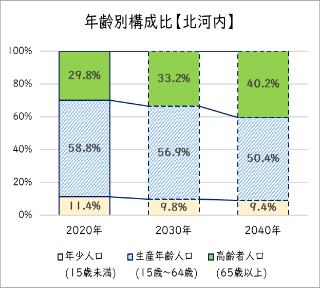 年齢別構成比【北河内】
100%
80%
60%
40%
20%
0%
29.8% 33.2% 40.2%
58.8% 56.9% 50.4%
11.4% 9.8% 9.4%
2020年 2030年 2040年
年少人口 生産年齢人口 高齢者人口
(15歳未満) (15歳～64歳) (65歳以上)